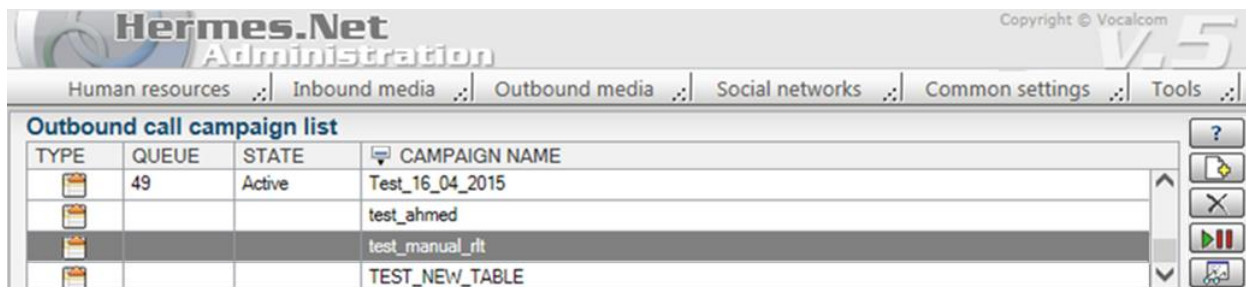 Hermes.Net
Administration
Copyright © Vocalcom
V.5
Human resources Inbound media Outbound media Social networks Common settings Tools
Outbound call campaign list
?
TYPE QUEUE STATE CAMPAIGN NAME
49 Active Test_16_04_2015
test_ahmed
test_manual_rlt
TEST_NEW_TABLE